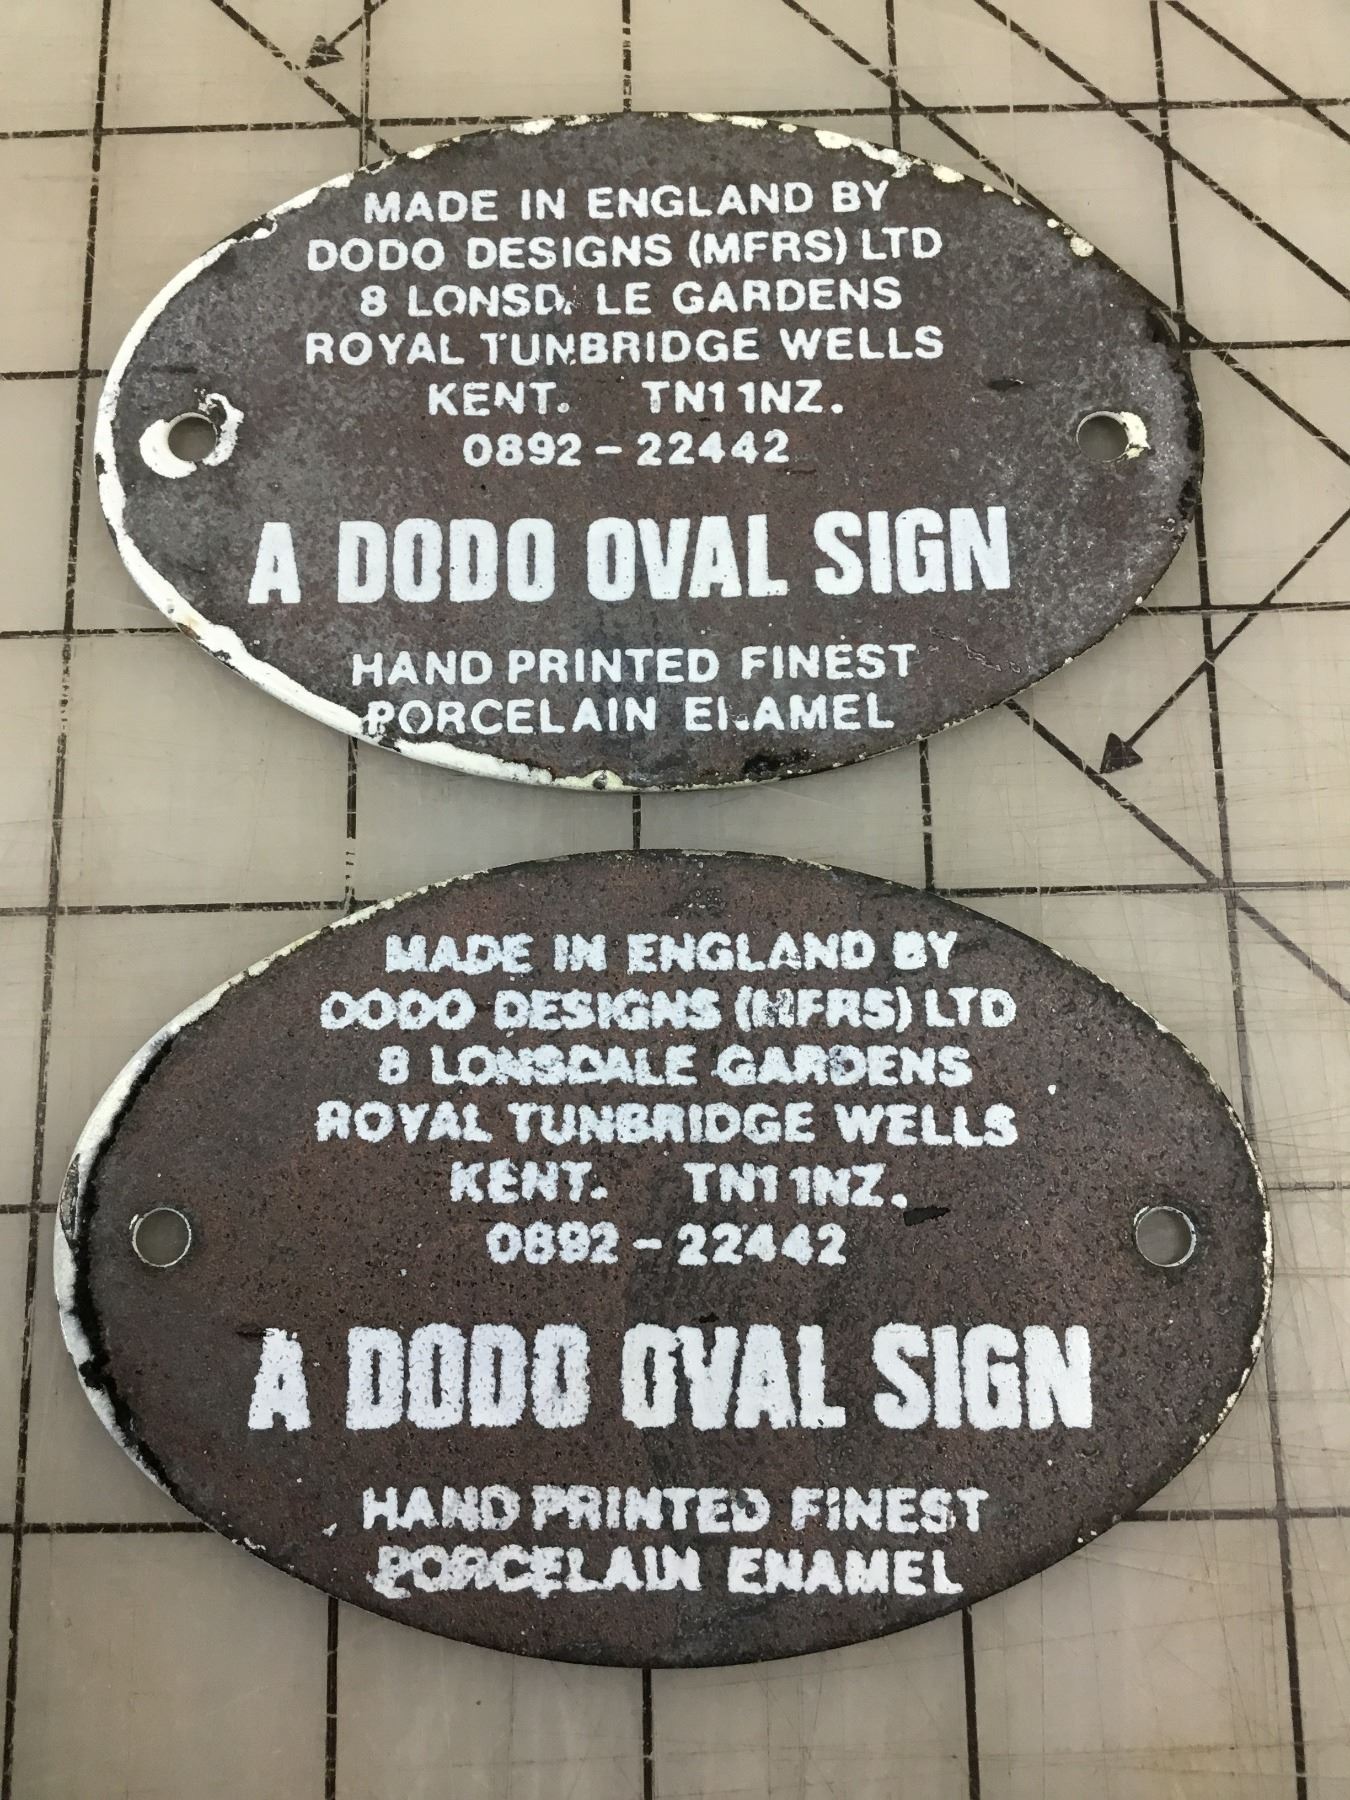 MADE IN ENGLAND BY
DODO DESIGNS (MFRS) LTD
8 LONSD. LE GARDENS
ROYAL TUNBRIDGE WELLS
KENT. TN1 1NZ.
0892-22442
A DODO OVAL SIGN
HAND PRINTED FINEST
PORCELAIN ENAMEL
MADE IN ENGLAND BY
DODO DESIGNS (MFRS) LTD
8 LONSDALE GARDENS
ROYAL TUNBRIDGE WELLS
KENT. TN1 1NZ.
0892-22442
A DODO OVAL SIGN
HAND PRINTED FINEST
PORCELAIN ENAMEL